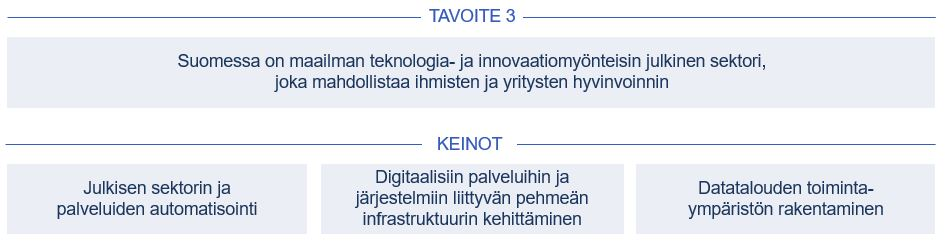 TAVOITE 3
Suomessa on maailman teknologia- ja innovaatiomyönteisin julkinen sektori,
joka mahdollistaa ihmisten ja yritysten hyvinvoinnin
KEINOT
Julkisen sektorin ja
palveluiden automatisointi
Digitaalisiin palveluihin ja
järjestelmiin liittyvän pehmeän
infrastruktuurin kehittäminen
Datatalouden toiminta-
ympäristön rakentaminen